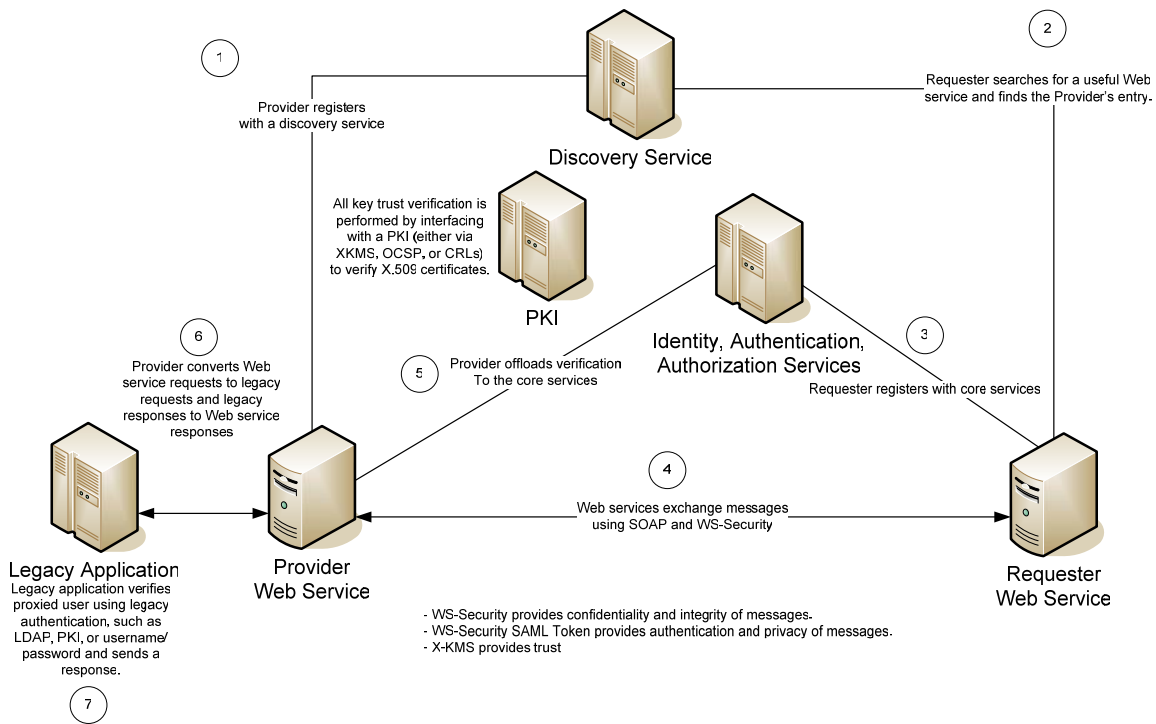 1
Provider registers
with a discovery service
2
Requester searches for a useful Web
service and finds the Provider's entry.
Discovery Service
All key trust verification is
performed by interfacing
with a PKI (either via
XKMS, OCSP, or CRLs)
to verify X.509 certificates.
PKI
Identity, Authentication,
Authorization Services
3
Requester registers with core services
5
Provider offloads verification
To the core services
6
Provider converts Web
service requests to legacy
requests and legacy
responses to Web service
responses
4
Web services exchange messages
using SOAP and WS-Security
Legacy Application
Legacy application verifies
proxied user using legacy
authentication, such as
LDAP, PKI, or username/
password and sends a
response.
7
Provider
Web Service
Requester
Web Service
- WS-Security provides confidentiality and integrity of messages.
- WS-Security SAML Token provides authentication and privacy of messages.
- X-KMS provides trust